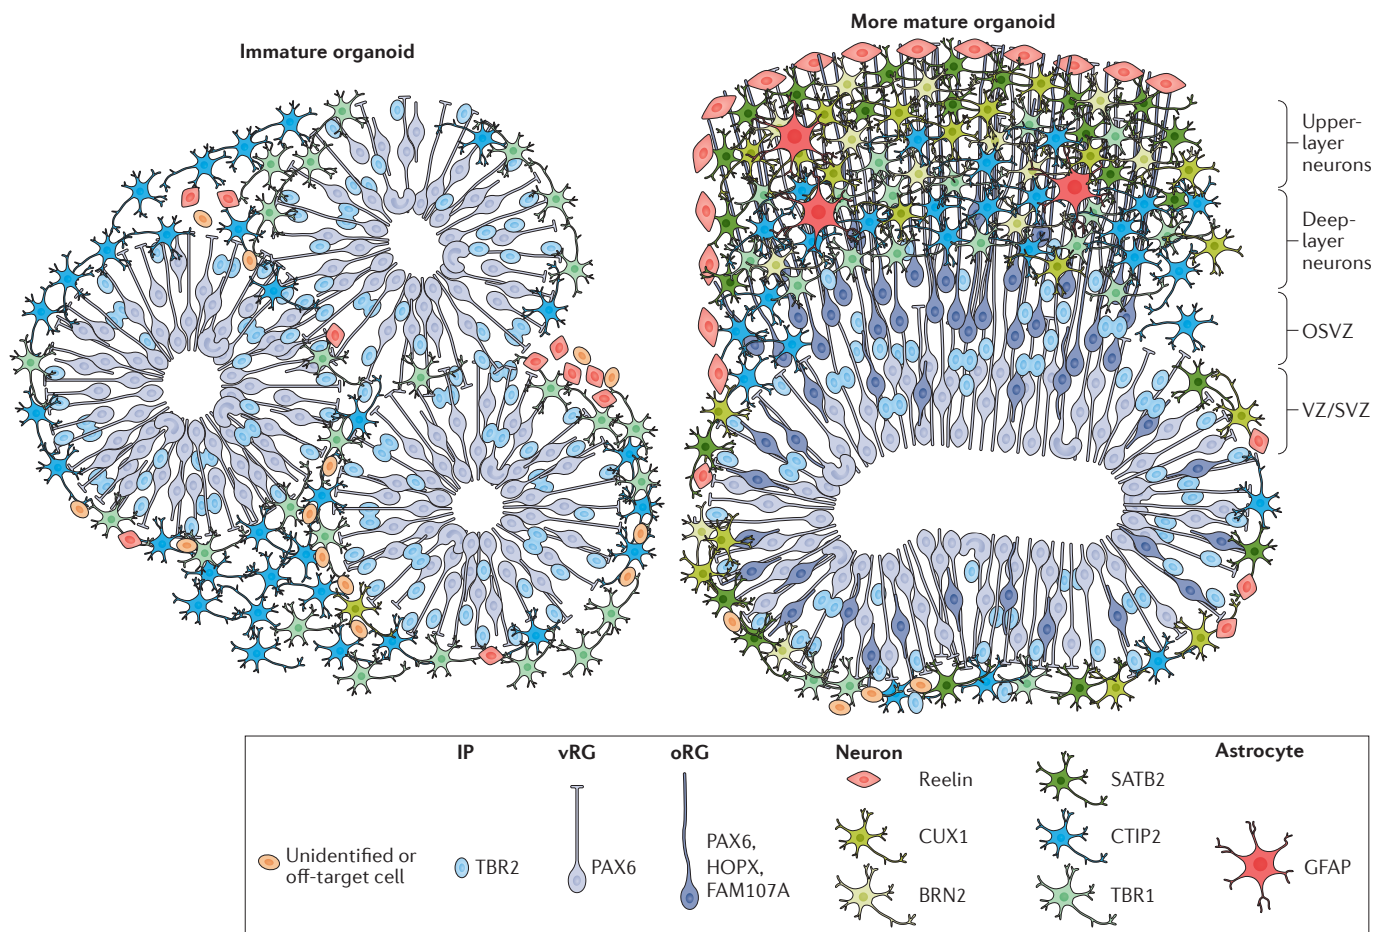 Immature organoid
More mature organoid
Upper-
layer
neurons
Deep-
layer
neurons
OSVZ
VZ/SVZ
IP
vRG
oRG
Neuron
Astrocyte
Unidentified or
off-target cell
TBR2
PAX6
PAX6,
HOPX,
FAM107A
Reelin
CUX1
BRN2
SATB2
CTIP2
TBR1
GFAP